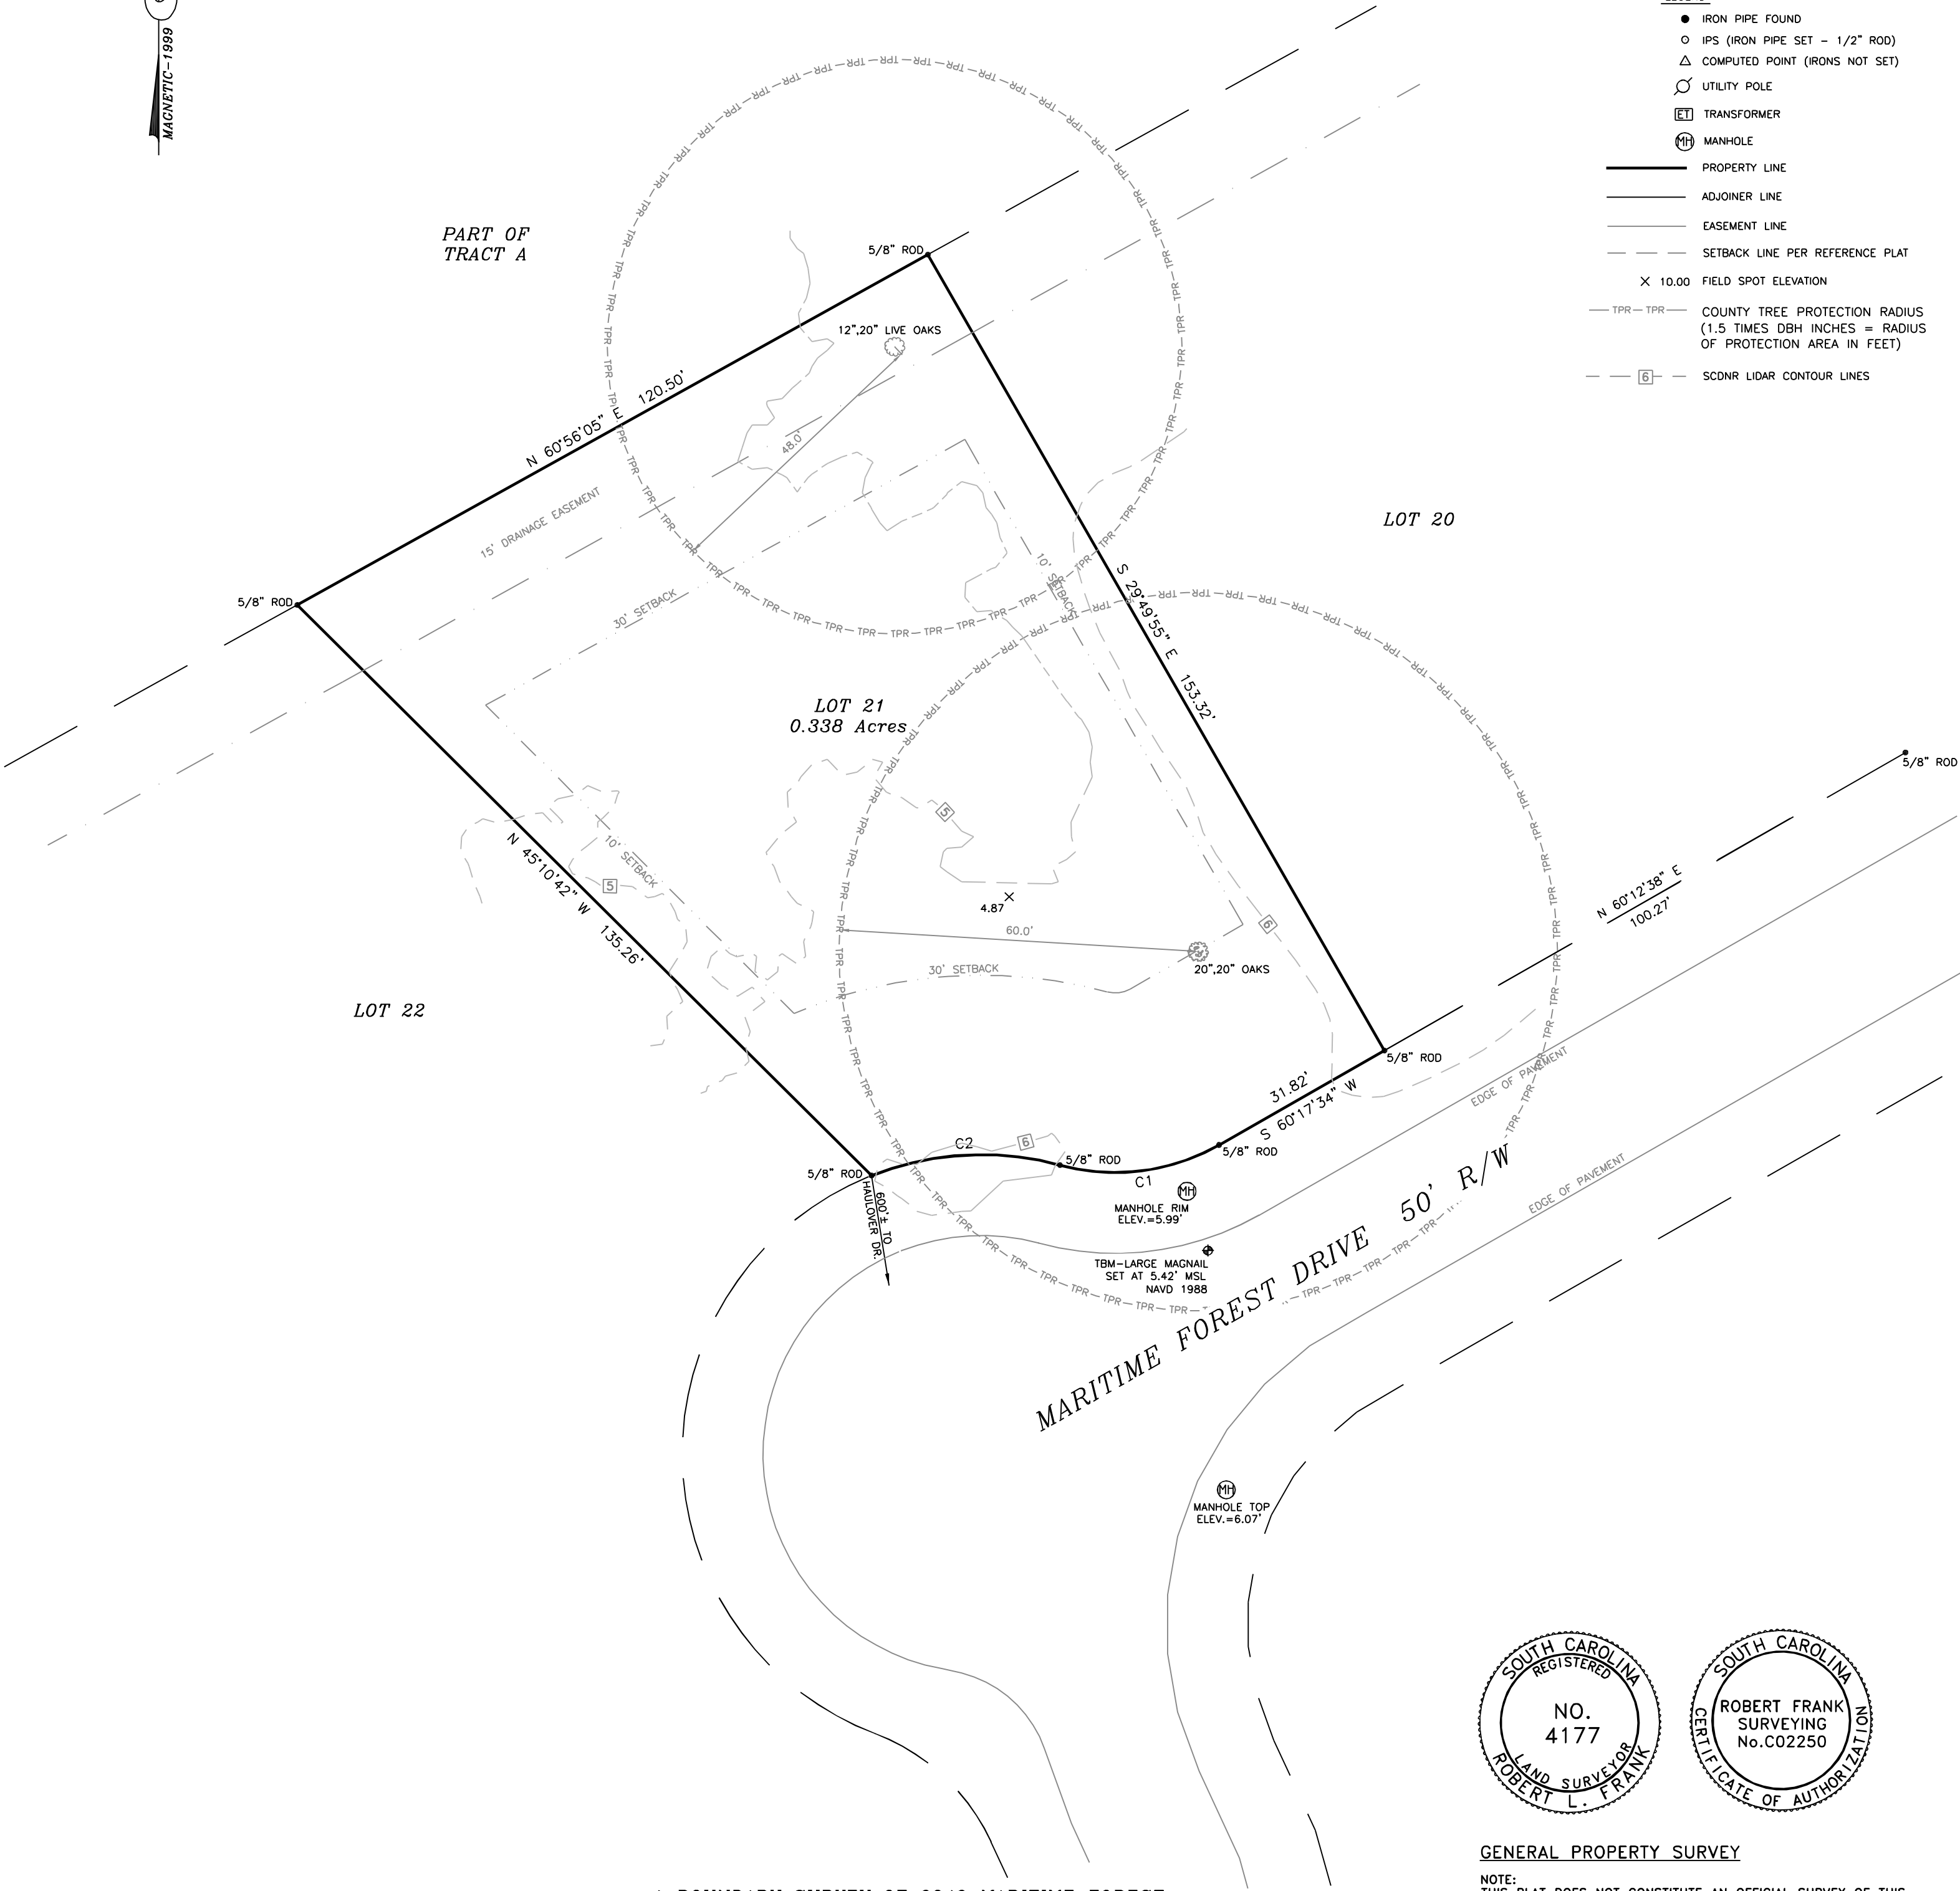 MAGNETIC-1999
IRON PIPE FOUND
IPS (IRON PIPE SET - 1/2" ROD)
COMPUTED POINT (IRONS NOT SET)
UTILITY POLE
ET TRANSFORMER
MH MANHOLE
PROPERTY LINE
ADJOINER LINE
EASEMENT LINE
SETBACK LINE PER REFERENCE PLAT
× 10.00 FIELD SPOT ELEVATION
TPR TPR COUNTY TREE PROTECTION RADIUS
(1.5 TIMES DBH INCHES = RADIUS
OF PROTECTION AREA IN FEET)
6 SCDNR LIDAR CONTOUR LINES
PART OF
TRACT A
5/8" ROD
12",20" LIVE OAKS
N 60°56'05" E 120.50'
48.0'
15' DRAINAGE EASEMENT
LOT 20
10' SETBACK
S 29°49'55" E 153.32'
5/8" ROD
30' SETBACK
LOT 21
0.338 Acres
5/8" ROD
5
10' SETBACK
5
N 45°10'42" W 135.26'
4.87
60.0'
6
N 60°12'38" E
100.27'
30' SETBACK
20",20" OAKS
LOT 22
5/8" ROD
EDGE OF PAVEMENT
31.82'
S 60°17'34" W
C2
6
5/8" ROD
5/8" ROD
5/8" ROD
C1
MH
MANHOLE RIM
ELEV.=5.99'
600'± TO
HAULOVER DR.
EDGE OF PAVEMENT
TBM-LARGE MAGNAIL
SET AT 5.42' MSL
NAVD 1988
MARITIME FOREST DRIVE 50' R/W
MH
MANHOLE TOP
ELEV.=6.07'
SOUTH CAROLINA
REGISTERED
NO.
4177
LAND SURVEYOR
ROBERT L. FRANK
SOUTH CAROLINA
ROBERT FRANK
SURVEYING
No.C02250
CERTIFICATE OF AUTHORIZATION
GENERAL PROPERTY SURVEY
NOTE: